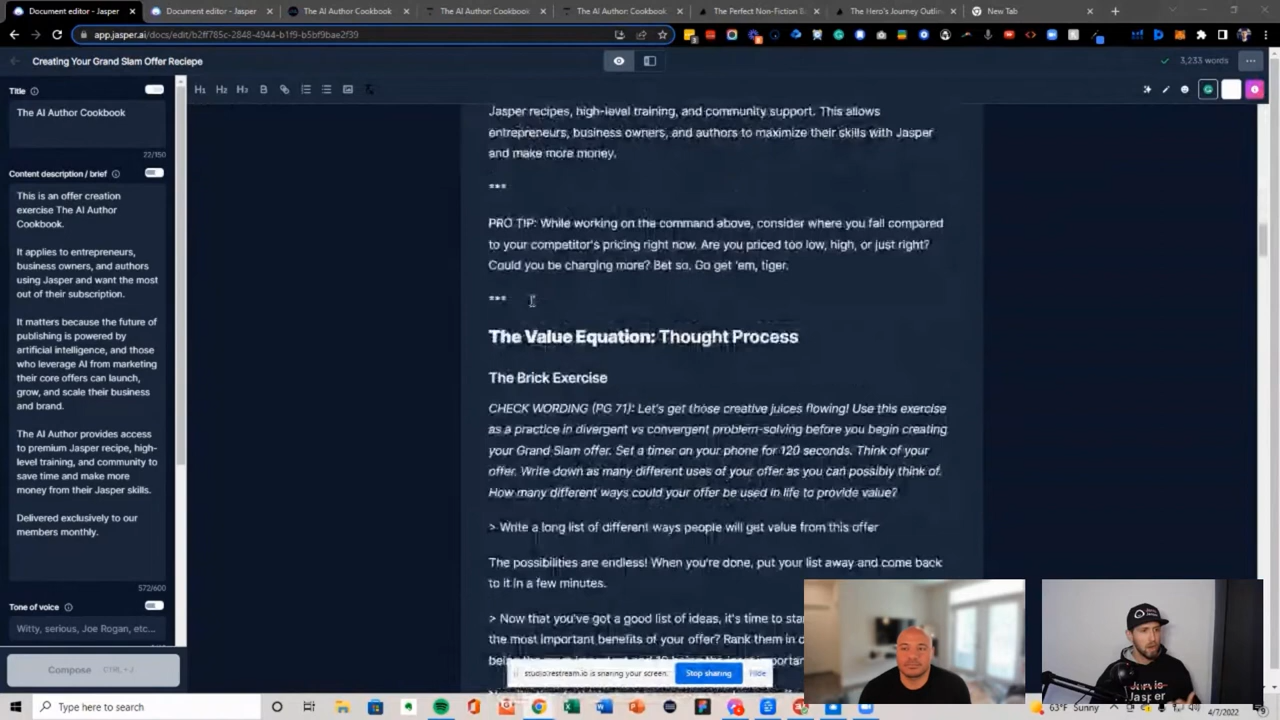 Document editor - Jasper
Document editor - Jasper
The AI Author Cookbook
The AI Author: Cookbook
The AI Author: Cookbook
The Perfect Non-Fiction B
The Hero's Journey Outlin
New Tab
app.jasper.ai/docs/edit/b2ff785c-2848-4944-b1f9-b5bf9bae2f39
Creating Your Grand Slam Offer Reciepe
3,233 words
Title
H1 H2 H3 B
The AI Author Cookbook
22/150
Content description / brief
This is an offer creation
exercise The AI Author
Cookbook.
It applies to entrepreneurs,
business owners, and authors
using Jasper and want the most
out of their subscription.
It matters because the future of
publishing is powered by
artificial intelligence, and those
who leverage AI from marketing
their core offers can launch,
grow, and scale their business
and brand.
The AI Author provides access
to premium Jasper recipe, high-
level training, and community to
save time and make more
money from their Jasper skills.
Delivered exclusively to our
members monthly.
572/600
Tone of voice
Witty, serious, Joe Rogan, etc...
Compose CTRL + J
Jasper recipes, high-level training, and community support. This allows
entrepreneurs, business owners, and authors to maximize their skills with Jasper
and make more money.
***
PRO TIP: While working on the command above, consider where you fall compared
to your competitor's pricing right now. Are you priced too low, high, or just right?
Could you be charging more? Bet so. Go get 'em, tiger.
***
The Value Equation: Thought Process
The Brick Exercise
CHECK WORDING (PG 71): Let's get those creative juices flowing! Use this exercise
as a practice in divergent vs convergent problem-solving before you begin creating
your Grand Slam offer. Set a timer on your phone for 120 seconds. Think of your
offer. Write down as many different uses of your offer as you can possibly think of.
How many different ways could your offer be used in life to provide value?
> Write a long list of different ways people will get value from this offer
The possibilities are endless! When you're done, put your list away and come back
to it in a few minutes.
> Now that you've got a good list of ideas, it's time to
the most important benefits of your offer? Rank them in
studio.restream.io is sharing your screen.
Stop sharing
Hide
Jarvis
Jasper
Type here to search
63°F Sunny
4/7/2022